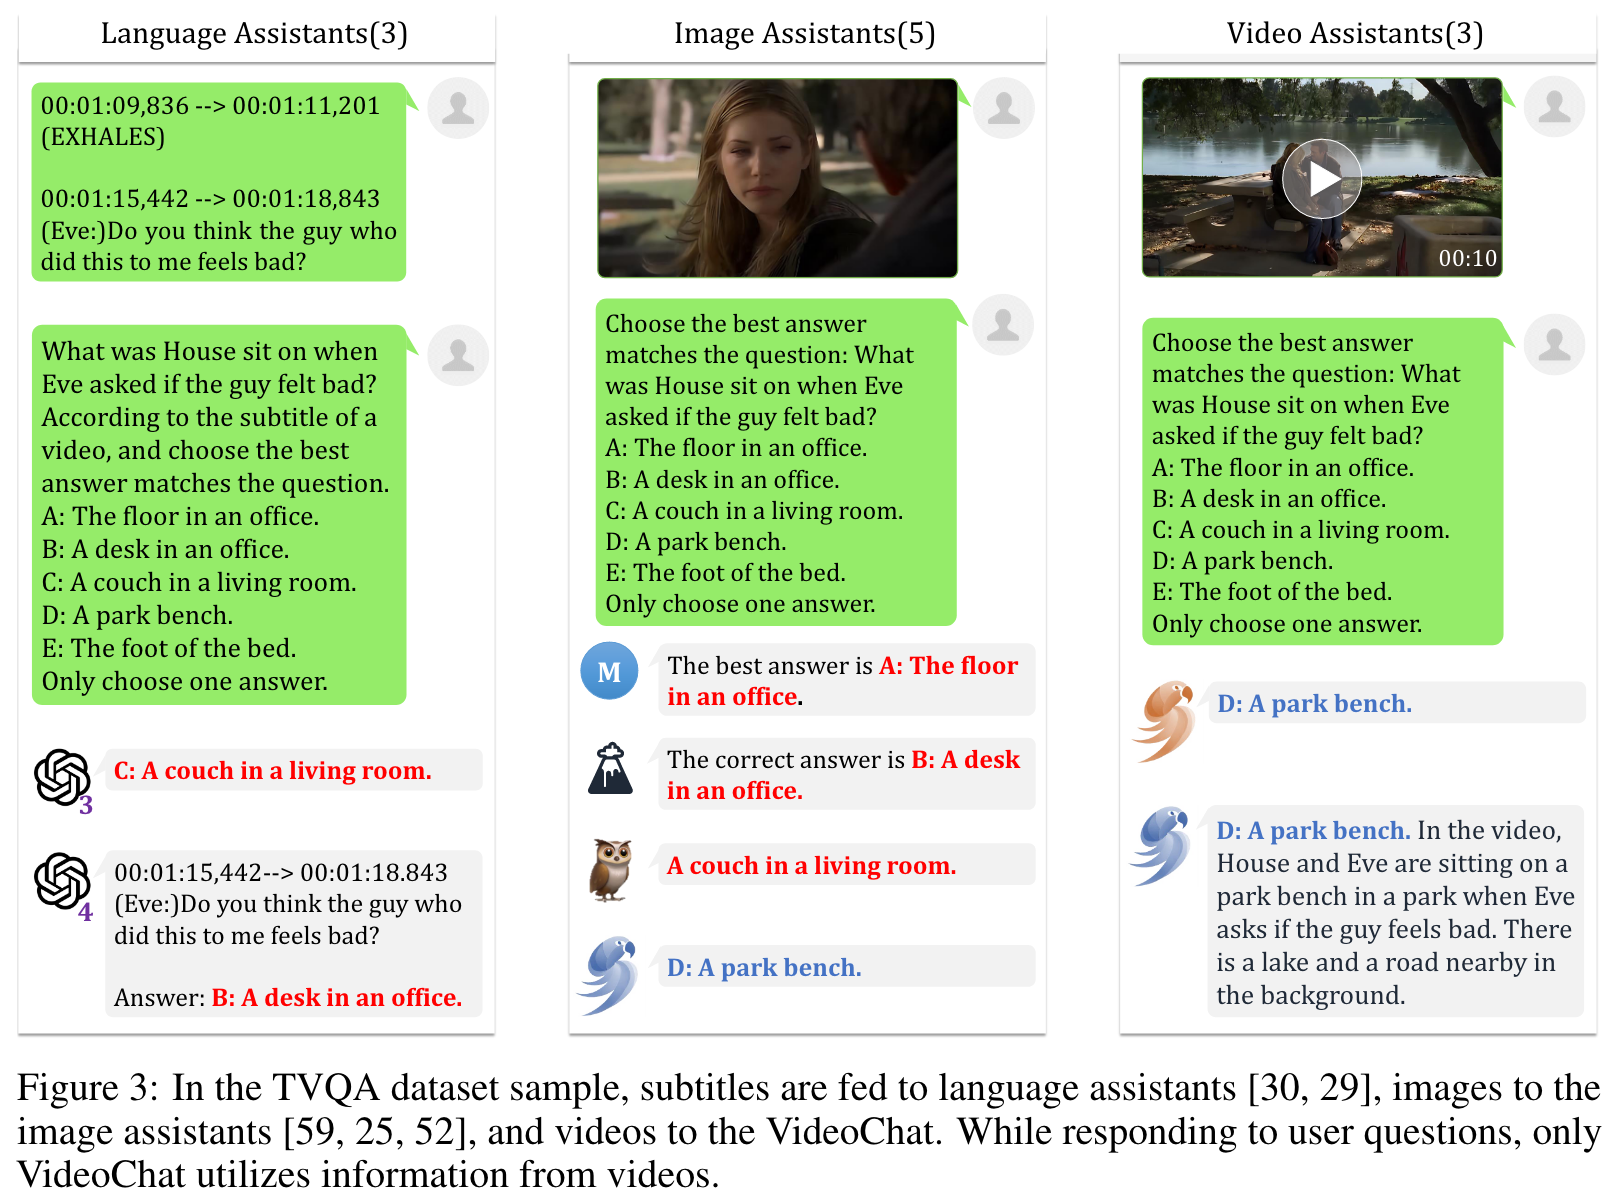 Language Assistants(3)
00:01:09,836 --> 00:01:11,201
(EXHALES)
00:01:15,442 --> 00:01:18,843
(Eve:)Do you think the guy who
did this to me feels bad?
What was House sit on when
Eve asked if the guy felt bad?
According to the subtitle of a
video, and choose the best
answer matches the question.
A: The floor in an office.
B: A desk in an office.
C: A couch in a living room.
D: A park bench.
E: The foot of the bed.
Only choose one answer.
3
C: A couch in a living room.
4
00:01:15,442--> 00:01:18.843
(Eve:)Do you think the guy who
did this to me feels bad?
Answer: B: A desk in an office.
Image Assistants(5)
Choose the best answer
matches the question: What
was House sit on when Eve
asked if the guy felt bad?
A: The floor in an office.
B: A desk in an office.
C: A couch in a living room.
D: A park bench.
E: The foot of the bed.
Only choose one answer.
M
The best answer is A: The floor
in an office.
The correct answer is B: A desk
in an office.
A couch in a living room.
D: A park bench.
Video Assistants(3)
00:10
Choose the best answer
matches the question: What
was House sit on when Eve
asked if the guy felt bad?
A: The floor in an office.
B: A desk in an office.
C: A couch in a living room.
D: A park bench.
E: The foot of the bed.
Only choose one answer.
D: A park bench.
D: A park bench. In the video,
House and Eve are sitting on a
park bench in a park when Eve
asks if the guy feels bad. There
is a lake and a road nearby in
the background.
Figure 3: In the TVQA dataset sample, subtitles are fed to language assistants [30, 29], images to the
image assistants [59, 25, 52], and videos to the VideoChat. While responding to user questions, only
VideoChat utilizes information from videos.